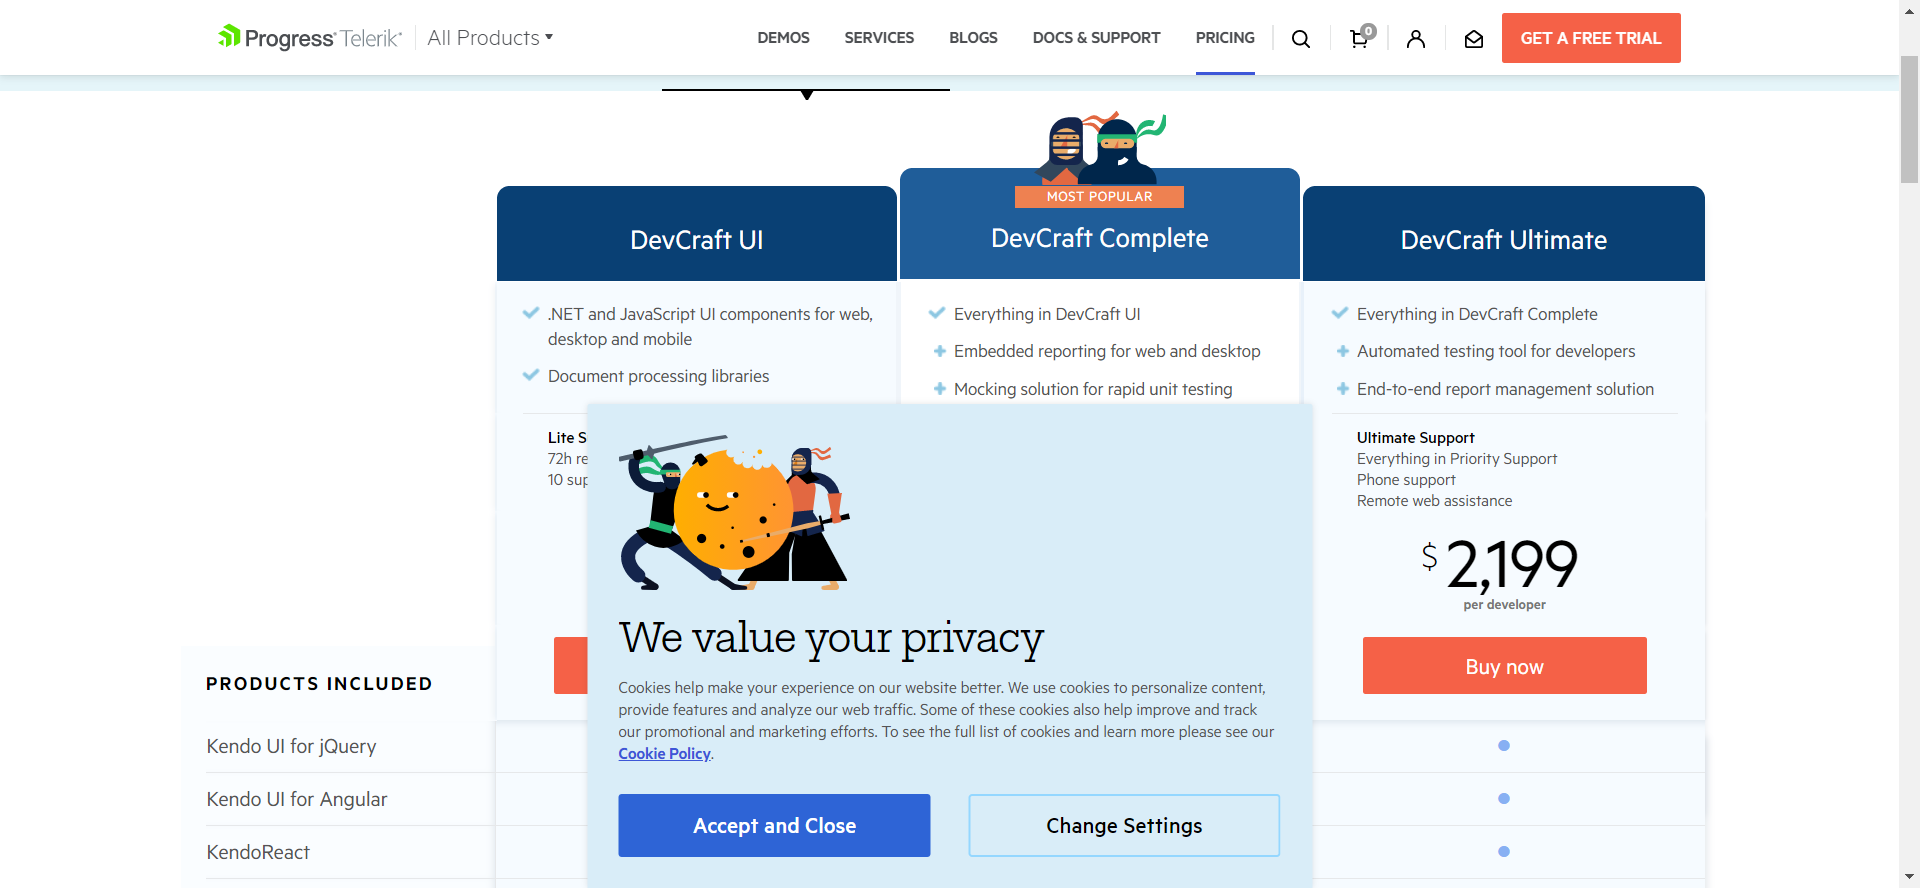 Progress Telerik
All Products
DEMOS
SERVICES
BLOGS
DOCS & SUPPORT
PRICING
0
GET A FREE TRIAL
MOST POPULAR
DevCraft UI
DevCraft Complete
DevCraft Ultimate
.NET and JavaScript UI components for web,
desktop and mobile
Document processing libraries
Everything in DevCraft UI
Embedded reporting for web and desktop
Mocking solution for rapid unit testing
Everything in DevCraft Complete
Automated testing tool for developers
End-to-end report management solution
Lite S
72h re
10 sup
Ultimate Support
Everything in Priority Support
Phone support
Remote web assistance
$ 2,199
per developer
Buy now
We value your privacy
Cookies help make your experience on our website better. We use cookies to personalize content,
provide features and analyze our web traffic. Some of these cookies also help improve and track
our promotional and marketing efforts. To see the full list of cookies and learn more please see our
Cookie Policy.
Accept and Close
Change Settings
PRODUCTS INCLUDED
Kendo UI for jQuery
Kendo UI for Angular
KendoReact